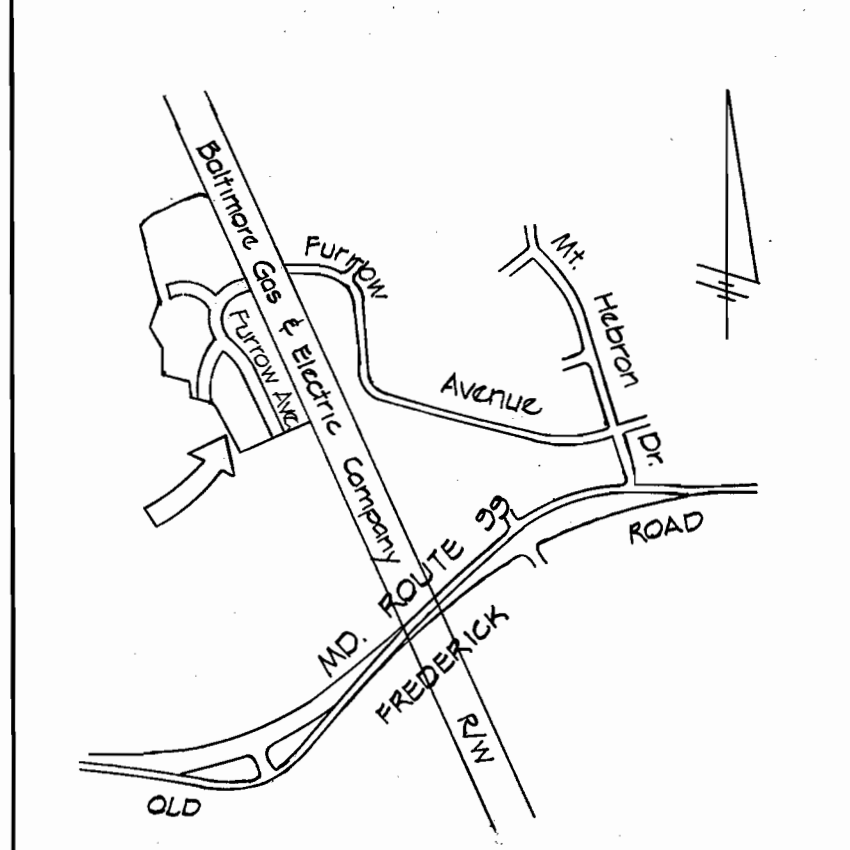 Baltimore Gas & Electric Company R/W
Furrow
Avenue
Mt. Hebron Dr.
Furrow Ave.
MD. ROUTE 99
OLD FREDERICK ROAD